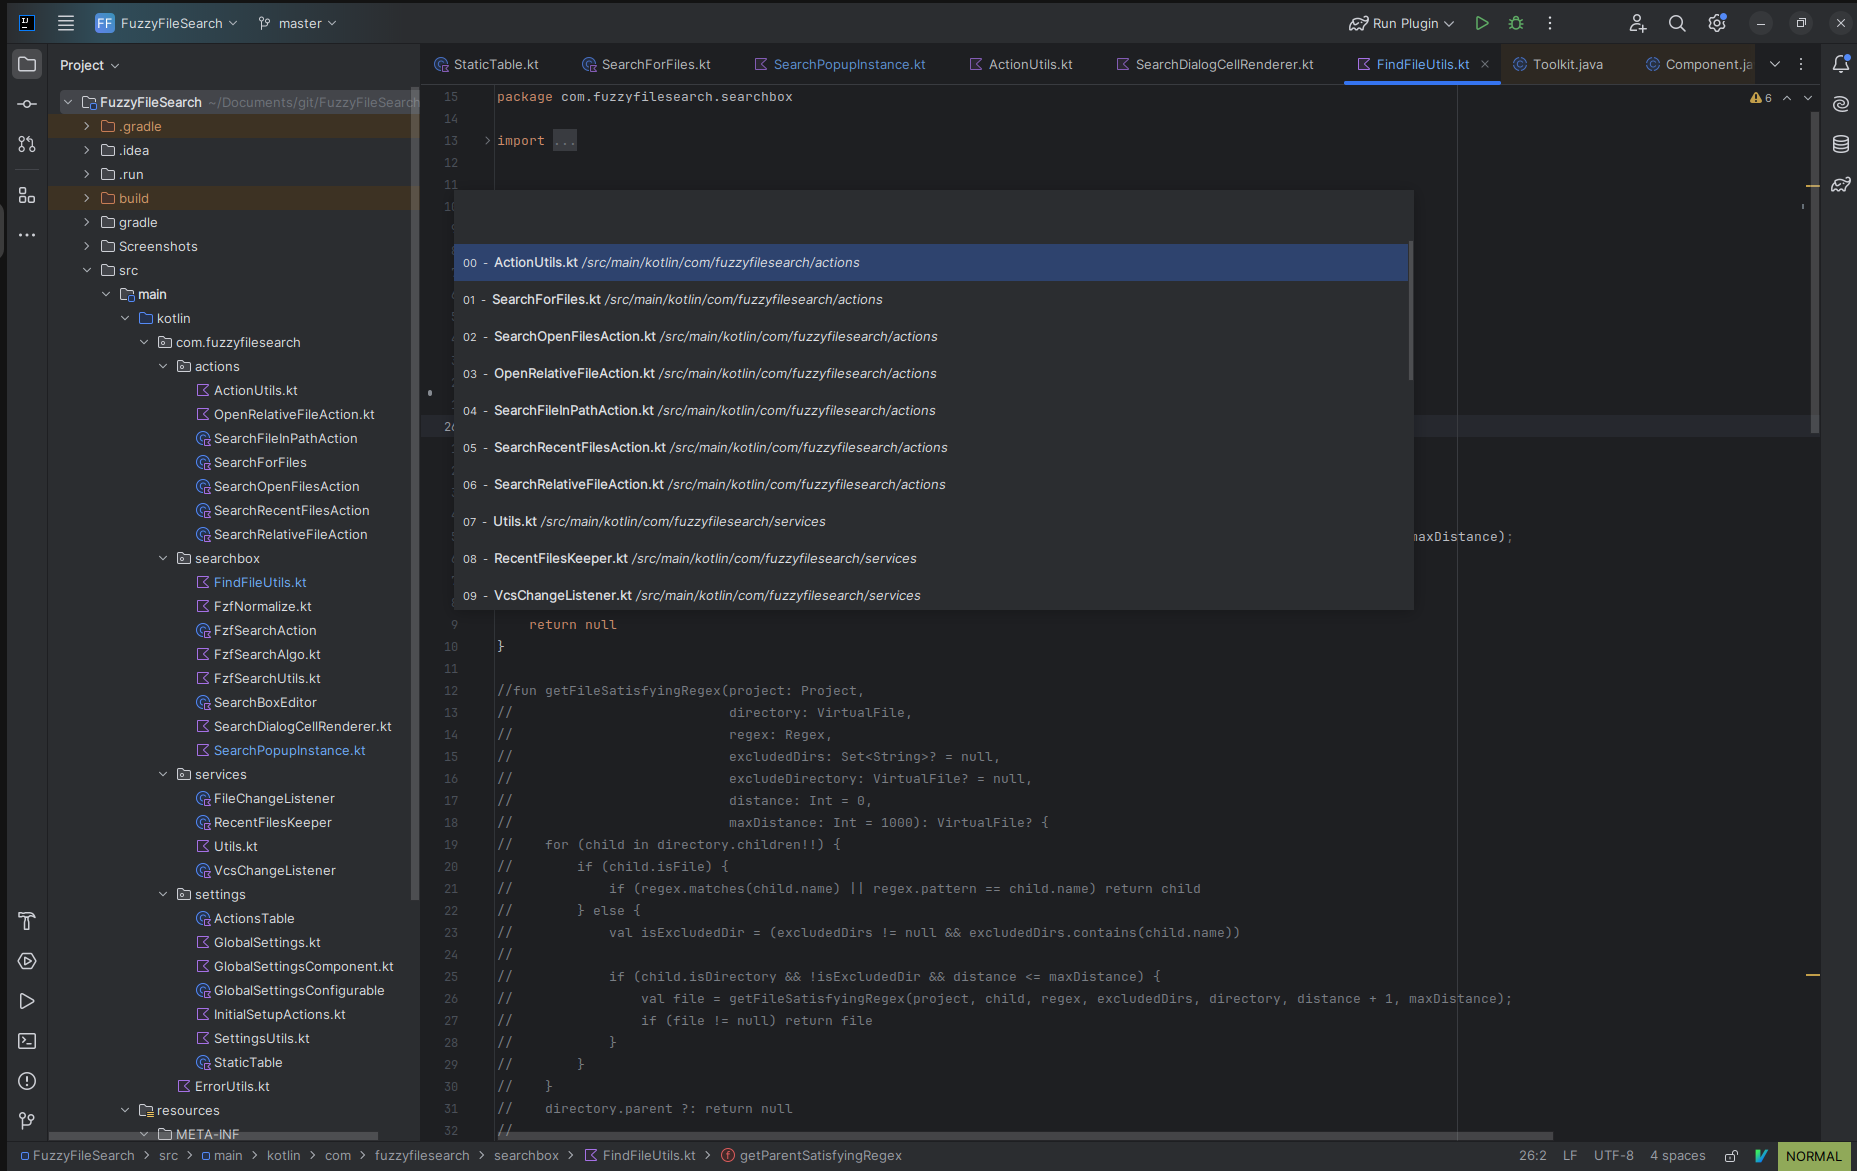 FF FuzzyFileSearch master Run Plugin
Project
FuzzyFileSearch ~/Documents/git/FuzzyFileSearch
.gradle
.idea
.run
build
gradle
Screenshots
src
main
kotlin
com.fuzzyfilesearch
actions
ActionUtils.kt
OpenRelativeFileAction.kt
SearchFileInPathAction
SearchForFiles
SearchOpenFilesAction
SearchRecentFilesAction
SearchRelativeFileAction
searchbox
FindFileUtils.kt
FzfNormalize.kt
FzfSearchAction
FzfSearchAlgo.kt
FzfSearchUtils.kt
SearchBoxEditor
SearchDialogCellRenderer.kt
SearchPopupInstance.kt
services
FileChangeListener
RecentFilesKeeper
Utils.kt
VcsChangeListener
settings
ActionsTable
GlobalSettings.kt
GlobalSettingsComponent.kt
GlobalSettingsConfigurable
InitialSetupActions.kt
SettingsUtils.kt
StaticTable
ErrorUtils.kt
resources
META-INF
StaticTable.kt SearchForFiles.kt SearchPopupInstance.kt ActionUtils.kt SearchDialogCellRenderer.kt FindFileUtils.kt Toolkit.java Component.ja
15 package com.fuzzyfilesearch.searchbox
6
14
13 import ...
12
11
00 - ActionUtils.kt /src/main/kotlin/com/fuzzyfilesearch/actions
01 - SearchForFiles.kt /src/main/kotlin/com/fuzzyfilesearch/actions
02 - SearchOpenFilesAction.kt /src/main/kotlin/com/fuzzyfilesearch/actions
03 - OpenRelativeFileAction.kt /src/main/kotlin/com/fuzzyfilesearch/actions
04 - SearchFileInPathAction.kt /src/main/kotlin/com/fuzzyfilesearch/actions
05 - SearchRecentFilesAction.kt /src/main/kotlin/com/fuzzyfilesearch/actions
06 - SearchRelativeFileAction.kt /src/main/kotlin/com/fuzzyfilesearch/actions
07 - Utils.kt /src/main/kotlin/com/fuzzyfilesearch/services
maxDistance);
08 - RecentFilesKeeper.kt /src/main/kotlin/com/fuzzyfilesearch/services
09 - VcsChangeListener.kt /src/main/kotlin/com/fuzzyfilesearch/services
9 return null
10 }
11
12 //fun getFileSatisfyingRegex(project: Project,
13 // directory: VirtualFile,
14 // regex: Regex,
15 // excludedDirs: Set<String>? = null,
16 // excludeDirectory: VirtualFile? = null,
17 // distance: Int = 0,
18 // maxDistance: Int = 1000): VirtualFile? {
19 // for (child in directory.children!!) {
20 // if (child.isFile) {
21 // if (regex.matches(child.name) || regex.pattern == child.name) return child
22 // } else {
23 // val isExcludedDir = (excludedDirs != null && excludedDirs.contains(child.name))
24 //
25 // if (child.isDirectory && !isExcludedDir && distance <= maxDistance) {
26 // val file = getFileSatisfyingRegex(project, child, regex, excludedDirs, directory, distance + 1, maxDistance);
27 // if (file != null) return file
28 // }
29 // }
30 // }
31 // directory.parent ?: return null
32 //
FuzzyFileSearch > src > main > kotlin > com > fuzzyfilesearch > searchbox > FindFileUtils.kt > getParentSatisfyingRegex 26:2 LF UTF-8 4 spaces NORMAL